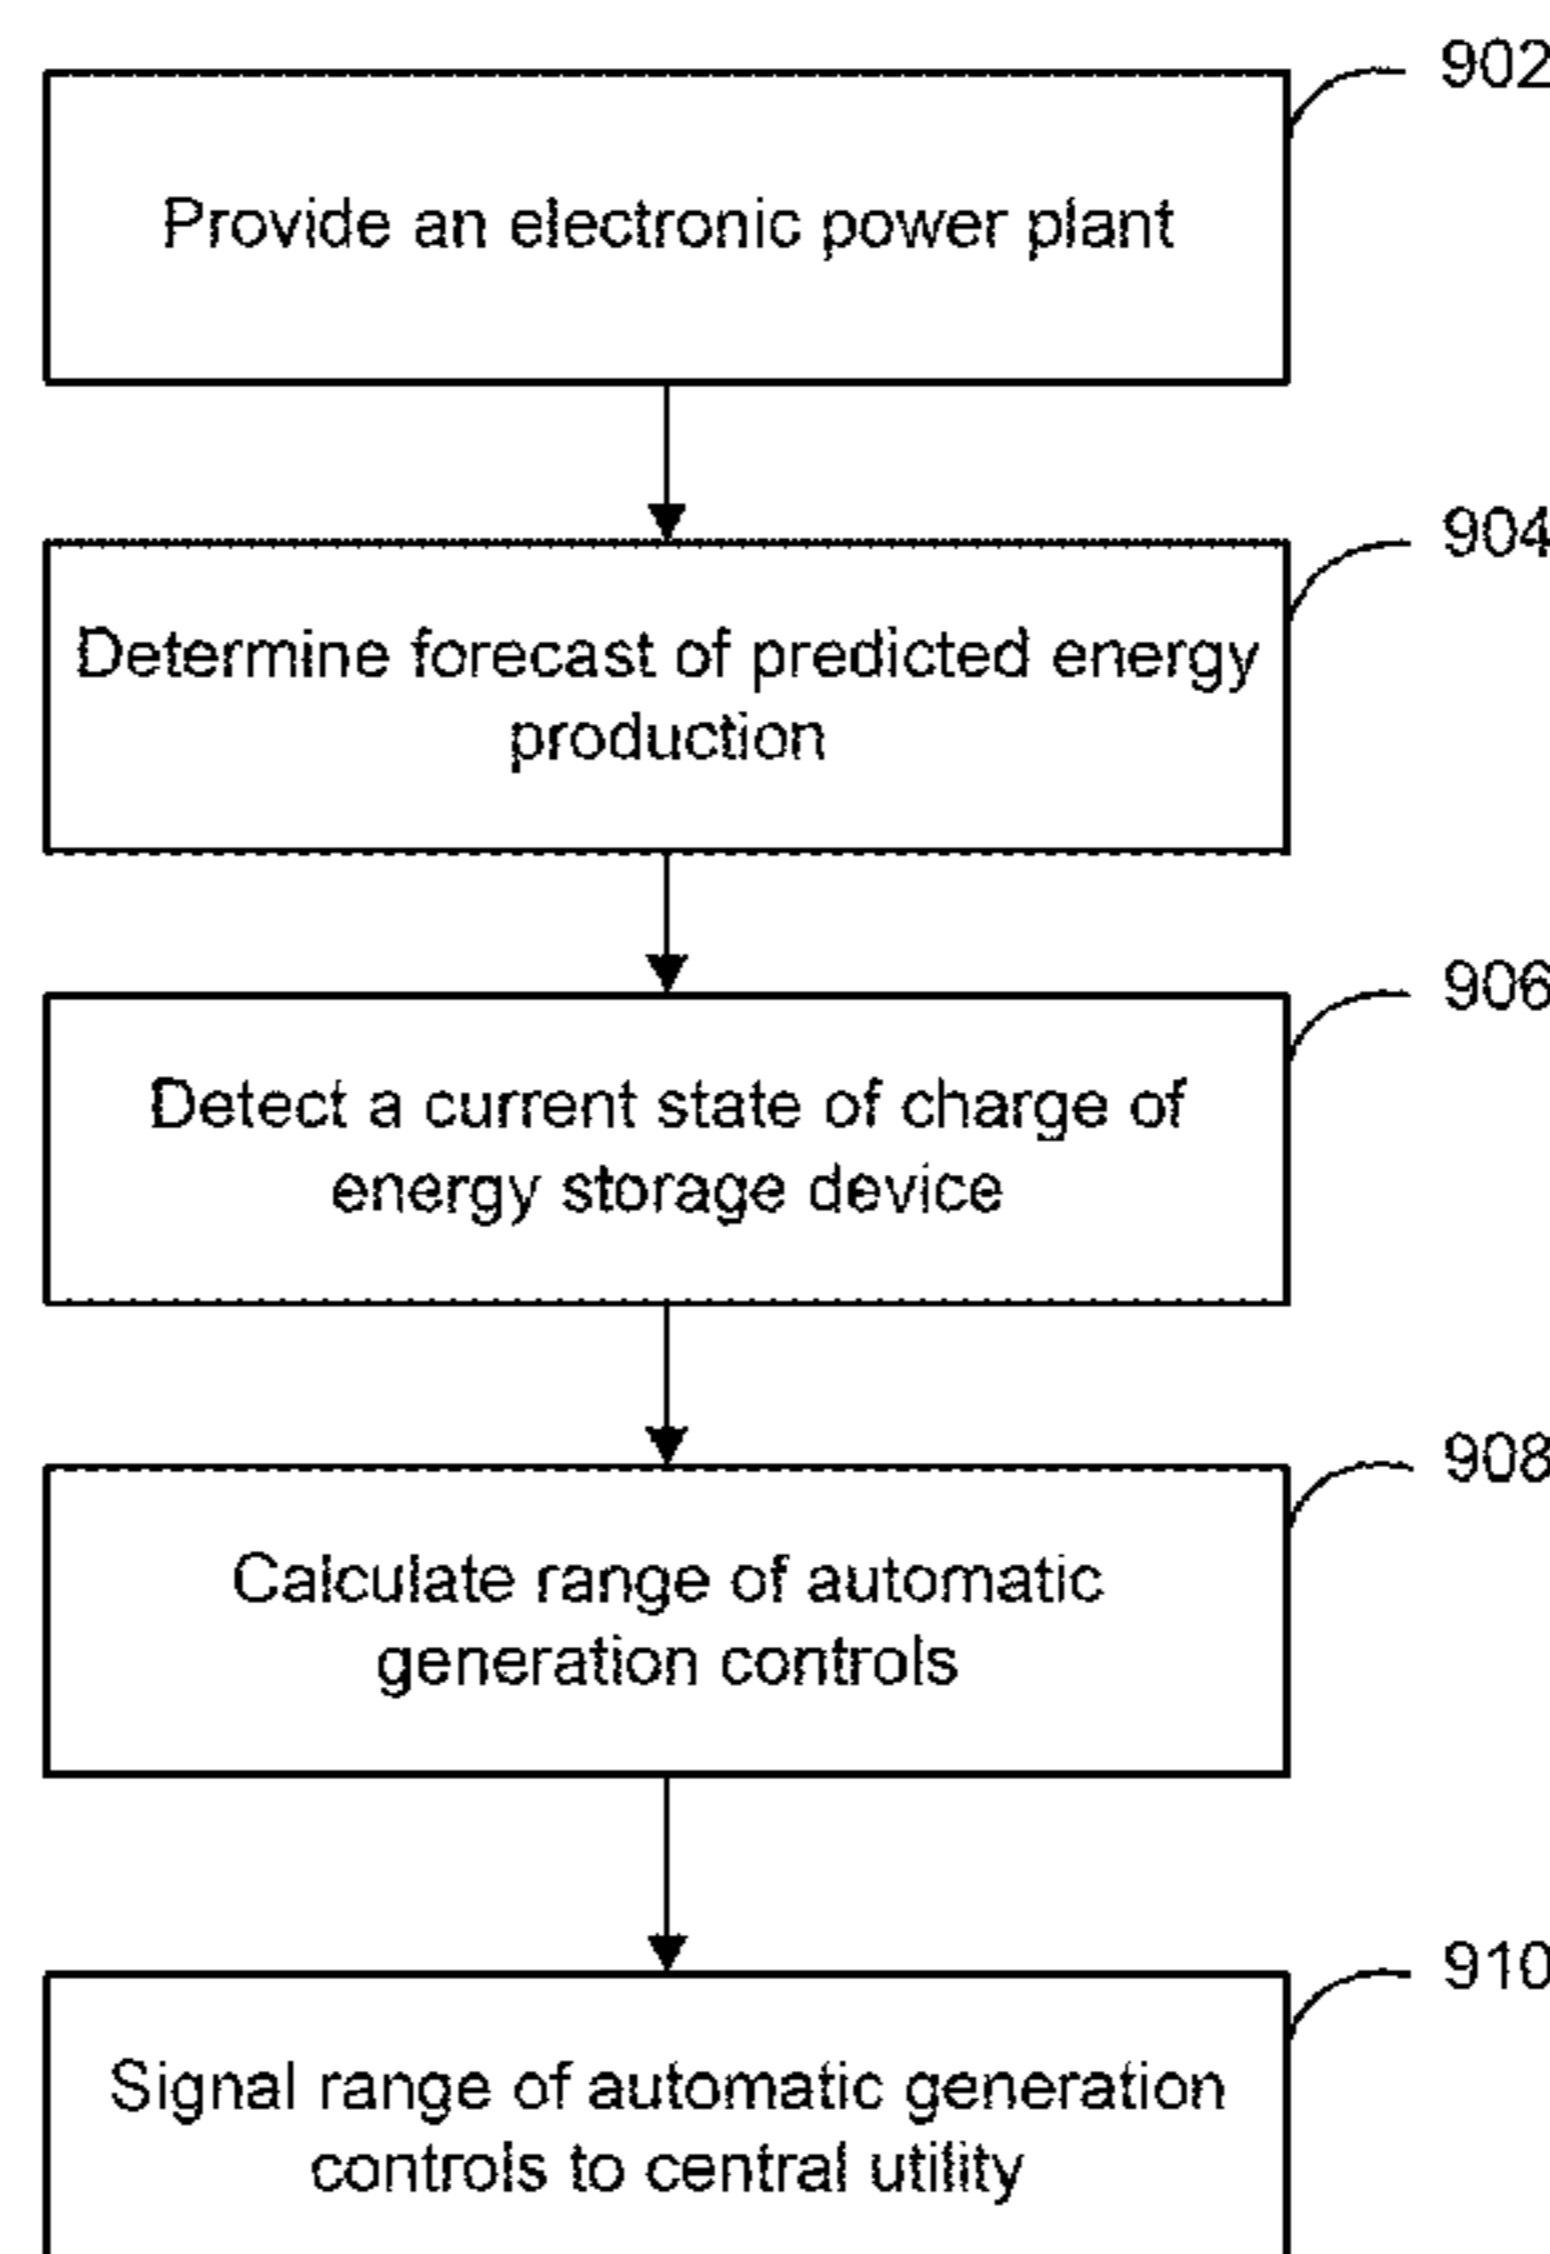 902
Provide an electronic power plant
904
Determine forecast of predicted energy
production
906
Detect a current state of charge of
energy storage device
908
Calculate range of automatic
generation controls
910
Signal range of automatic generation
controls to central utility